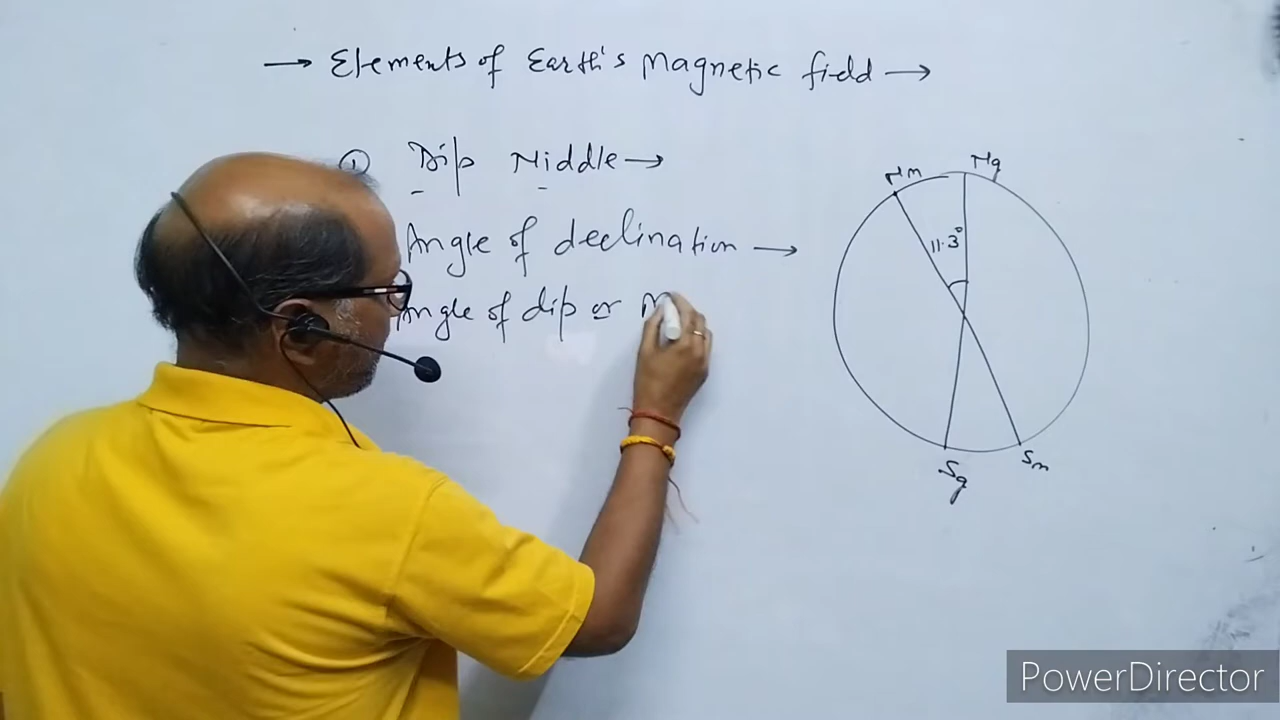 → Elements of Earth's Magnetic field →
① Dip Niddle →
Angle of declination →
Angle of dip or M
Nm
Ng
11.3°
Sg
Sm
PowerDirector